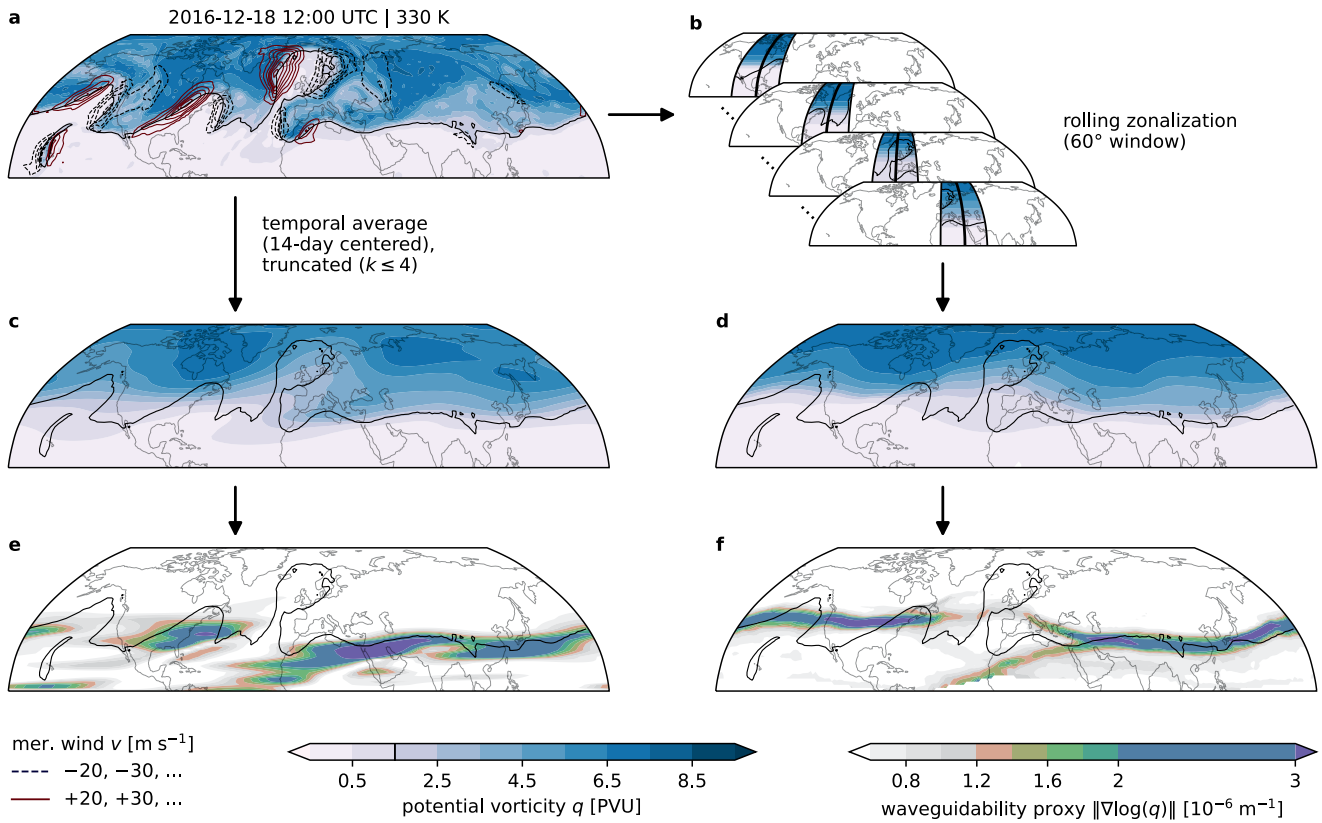 a
2016-12-18 12:00 UTC | 330 K
b
rolling zonalization
(60° window)
temporal average
(14-day centered),
truncated (k ≤ 4)
c
d
e
f
mer. wind v [m s⁻¹]
−20, −30, ...
+20, +30, ...
0.5 2.5 4.5 6.5 8.5
potential vorticity q [PVU]
0.8 1.2 1.6 2 3
waveguidability proxy ‖∇log(q)‖ [10⁻⁶ m⁻¹]